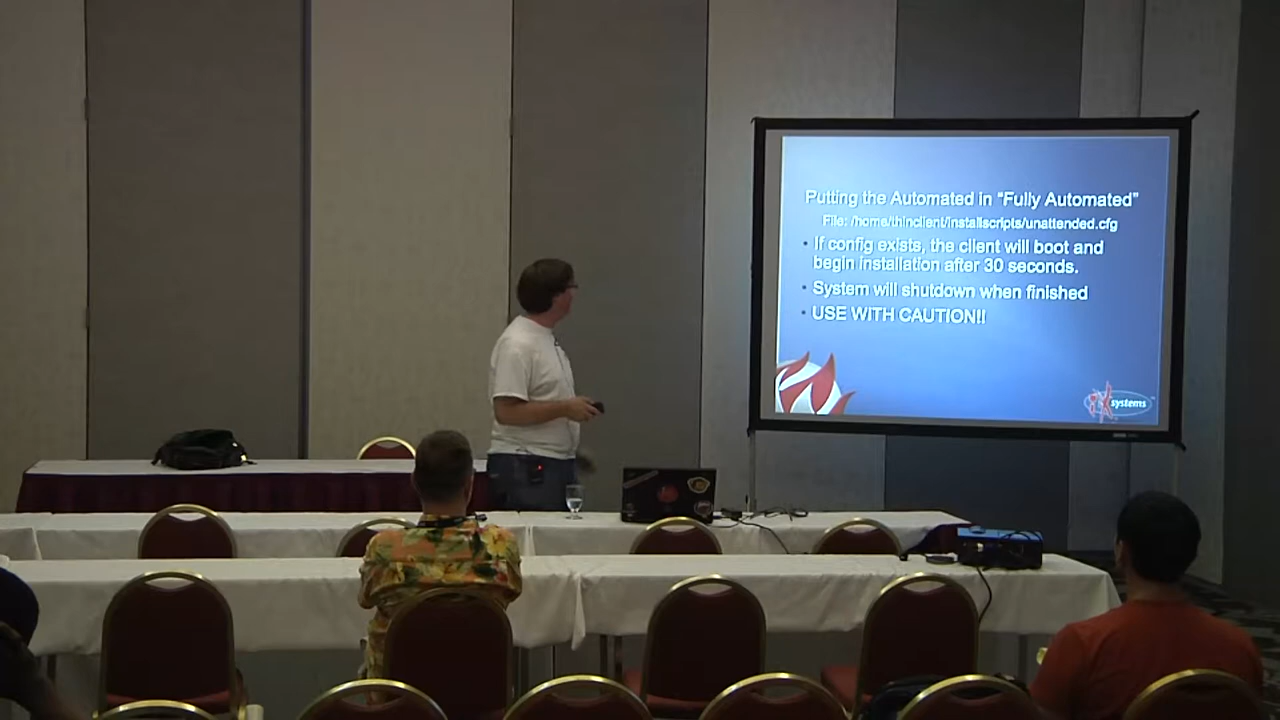 Putting the Automated in "Fully Automated"
File: /home/thinclient/installscripts/unattended.cfg
• If config exists, the client will boot and
begin installation after 30 seconds.
• System will shutdown when finished
• USE WITH CAUTION!!
iX systems